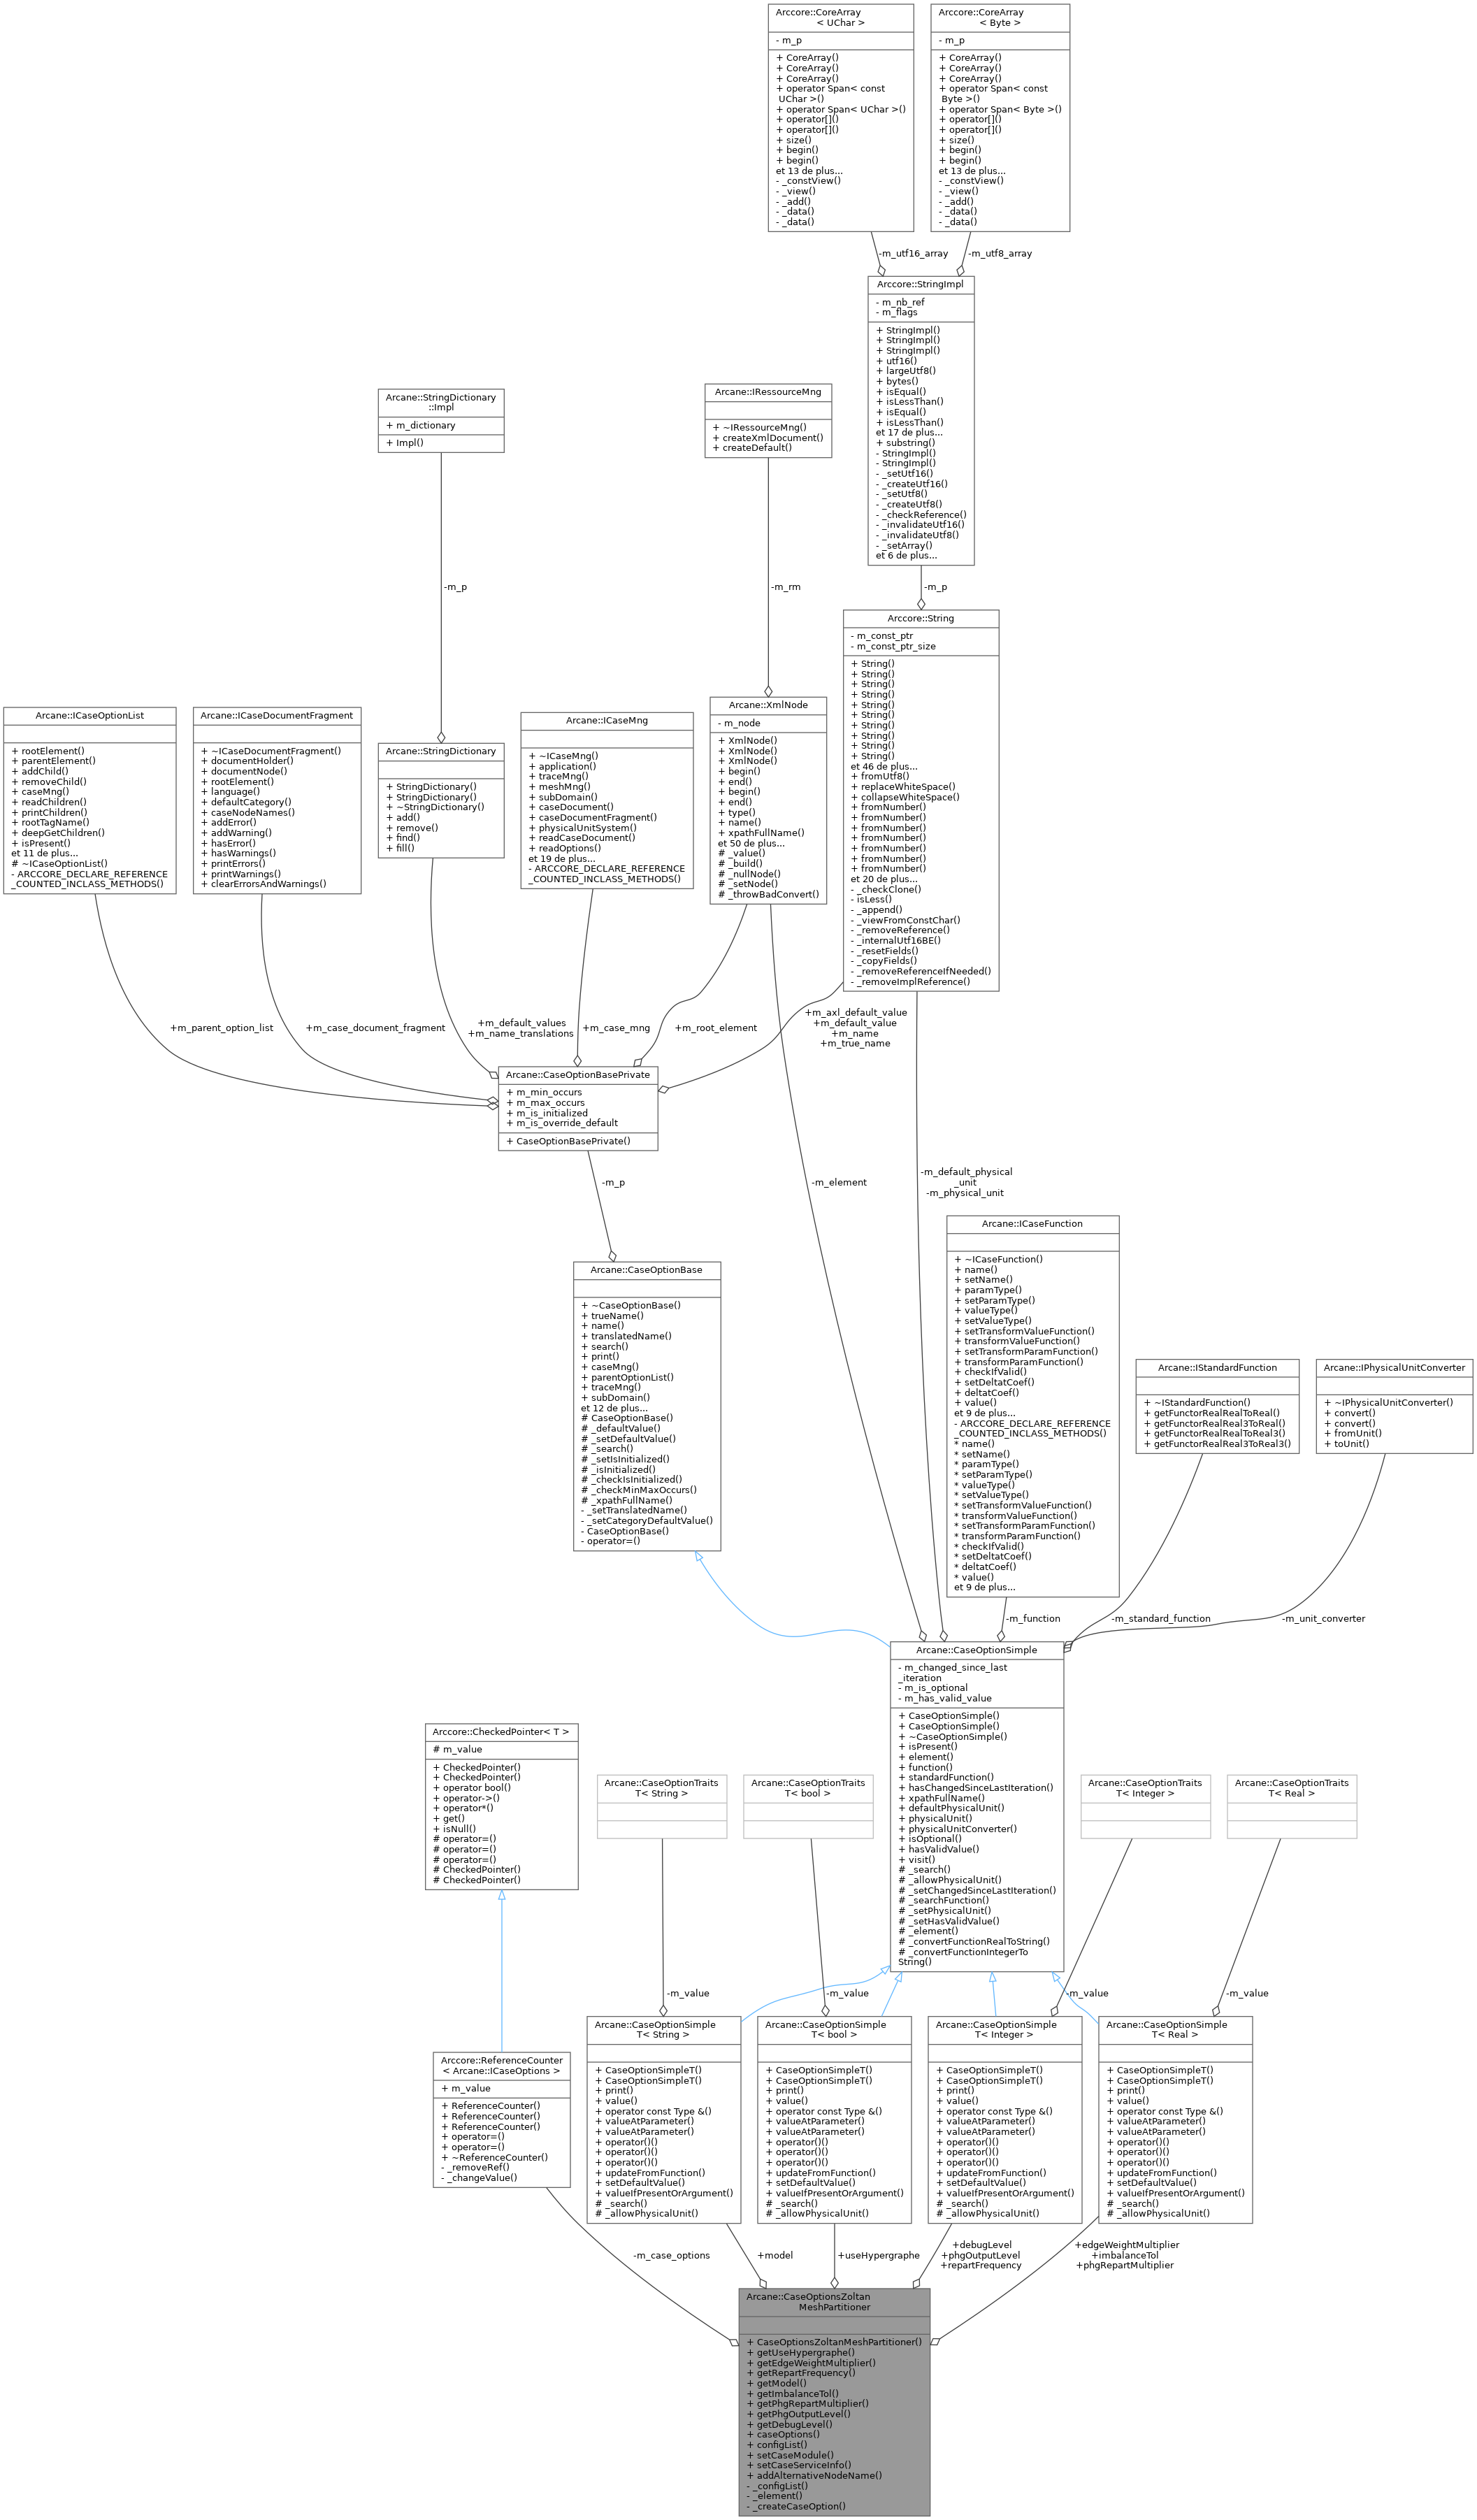 Arccore::CoreArray
< UChar >
- m_p
+ CoreArray()
+ CoreArray()
+ CoreArray()
+ operator Span< const
UChar >()
+ operator Span< UChar >()
+ operator[]()
+ operator[]()
+ size()
+ begin()
+ begin()
et 13 de plus...
- _constView()
- _view()
- _add()
- _data()
- _data()
Arccore::CoreArray
< Byte >
- m_p
+ CoreArray()
+ CoreArray()
+ CoreArray()
+ operator Span< const
Byte >()
+ operator Span< Byte >()
+ operator[]()
+ operator[]()
+ size()
+ begin()
+ begin()
et 13 de plus...
- _constView()
- _view()
- _add()
- _data()
- _data()
-m_utf16_array
-m_utf8_array
Arccore::StringImpl
- m_nb_ref
- m_flags
+ StringImpl()
+ StringImpl()
+ StringImpl()
+ utf16()
+ largeUtf8()
+ bytes()
+ isEqual()
+ isLessThan()
+ isEqual()
+ isLessThan()
et 17 de plus...
+ substring()
- StringImpl()
- StringImpl()
- _setUtf16()
- _createUtf16()
- _setUtf8()
- _createUtf8()
- _checkReference()
- _invalidateUtf16()
- _invalidateUtf8()
- _setArray()
et 6 de plus...
Arcane::StringDictionary
::Impl
+ m_dictionary
+ Impl()
Arcane::IRessourceMng
+ ~IRessourceMng()
+ createXmlDocument()
+ createDefault()
-m_p
-m_rm
-m_p
Arccore::String
- m_const_ptr
- m_const_ptr_size
+ String()
+ String()
+ String()
+ String()
+ String()
+ String()
+ String()
+ String()
+ String()
+ String()
et 46 de plus...
+ fromUtf8()
+ replaceWhiteSpace()
+ collapseWhiteSpace()
+ fromNumber()
+ fromNumber()
+ fromNumber()
+ fromNumber()
+ fromNumber()
+ fromNumber()
+ fromNumber()
et 20 de plus...
- _checkClone()
- isLess()
- _append()
- _viewFromConstChar()
- _removeReference()
- _internalUtf16BE()
- _resetFields()
- _copyFields()
- _removeReferenceIfNeeded()
- _removeImplReference()
Arcane::ICaseOptionList
+ rootElement()
+ parentElement()
+ addChild()
+ removeChild()
+ caseMng()
+ readChildren()
+ printChildren()
+ rootTagName()
+ deepGetChildren()
+ isPresent()
et 11 de plus...
# ~ICaseOptionList()
- ARCCORE_DECLARE_REFERENCE
_COUNTED_INCLASS_METHODS()
Arcane::ICaseDocumentFragment
+ ~ICaseDocumentFragment()
+ documentHolder()
+ documentNode()
+ rootElement()
+ language()
+ defaultCategory()
+ caseNodeNames()
+ addError()
+ addWarning()
+ hasError()
+ hasWarnings()
+ printErrors()
+ printWarnings()
+ clearErrorsAndWarnings()
Arcane::StringDictionary
+ StringDictionary()
+ StringDictionary()
+ ~StringDictionary()
+ add()
+ remove()
+ find()
+ fill()
Arcane::ICaseMng
+ ~ICaseMng()
+ application()
+ traceMng()
+ meshMng()
+ subDomain()
+ caseDocument()
+ caseDocumentFragment()
+ physicalUnitSystem()
+ readCaseDocument()
+ readOptions()
et 19 de plus...
- ARCCORE_DECLARE_REFERENCE
_COUNTED_INCLASS_METHODS()
Arcane::XmlNode
- m_node
+ XmlNode()
+ XmlNode()
+ XmlNode()
+ begin()
+ end()
+ begin()
+ end()
+ type()
+ name()
+ xpathFullName()
et 50 de plus...
# _value()
# _build()
# _nullNode()
# _setNode()
# _throwBadConvert()
+m_parent_option_list
+m_case_document_fragment
+m_default_values
+m_name_translations
+m_case_mng
+m_root_element
+m_axl_default_value
+m_default_value
+m_name
+m_true_name
Arcane::CaseOptionBasePrivate
+ m_min_occurs
+ m_max_occurs
+ m_is_initialized
+ m_is_override_default
+ CaseOptionBasePrivate()
-m_p
-m_element
-m_default_physical
_unit
-m_physical_unit
Arcane::CaseOptionBase
+ ~CaseOptionBase()
+ trueName()
+ name()
+ translatedName()
+ search()
+ print()
+ caseMng()
+ parentOptionList()
+ traceMng()
+ subDomain()
et 12 de plus...
# CaseOptionBase()
# _defaultValue()
# _setDefaultValue()
# _search()
# _setIsInitialized()
# _isInitialized()
# _checkIsInitialized()
# _checkMinMaxOccurs()
# _xpathFullName()
- _setTranslatedName()
- _setCategoryDefaultValue()
- CaseOptionBase()
- operator=()
Arcane::ICaseFunction
+ ~ICaseFunction()
+ name()
+ setName()
+ paramType()
+ setParamType()
+ valueType()
+ setValueType()
+ setTransformValueFunction()
+ transformValueFunction()
+ setTransformParamFunction()
+ transformParamFunction()
+ checkIfValid()
+ setDeltatCoef()
+ deltatCoef()
+ value()
et 9 de plus...
- ARCCORE_DECLARE_REFERENCE
_COUNTED_INCLASS_METHODS()
* name()
* setName()
* paramType()
* setParamType()
* valueType()
* setValueType()
* setTransformValueFunction()
* transformValueFunction()
* setTransformParamFunction()
* transformParamFunction()
* checkIfValid()
* setDeltatCoef()
* deltatCoef()
* value()
et 9 de plus...
Arcane::IStandardFunction
+ ~IStandardFunction()
+ getFunctorRealRealToReal()
+ getFunctorRealReal3ToReal()
+ getFunctorRealRealToReal3()
+ getFunctorRealReal3ToReal3()
Arcane::IPhysicalUnitConverter
+ ~IPhysicalUnitConverter()
+ convert()
+ convert()
+ fromUnit()
+ toUnit()
-m_function
-m_standard_function
-m_unit_converter
Arcane::CaseOptionSimple
- m_changed_since_last
_iteration
- m_is_optional
- m_has_valid_value
+ CaseOptionSimple()
+ CaseOptionSimple()
+ ~CaseOptionSimple()
+ isPresent()
+ element()
+ function()
+ standardFunction()
+ hasChangedSinceLastIteration()
+ xpathFullName()
+ defaultPhysicalUnit()
+ physicalUnit()
+ physicalUnitConverter()
+ isOptional()
+ hasValidValue()
+ visit()
# _search()
# _allowPhysicalUnit()
# _setChangedSinceLastIteration()
# _searchFunction()
# _setPhysicalUnit()
# _setHasValidValue()
# _element()
# _convertFunctionRealToString()
# _convertFunctionIntegerTo
String()
Arccore::CheckedPointer< T >
# m_value
+ CheckedPointer()
+ CheckedPointer()
+ operator bool()
+ operator->()
+ operator*()
+ get()
+ isNull()
# operator=()
# operator=()
# operator=()
# CheckedPointer()
# CheckedPointer()
Arcane::CaseOptionTraits
T< String >
Arcane::CaseOptionTraits
T< bool >
Arcane::CaseOptionTraits
T< Integer >
Arcane::CaseOptionTraits
T< Real >
-m_value
-m_value
-m_value
-m_value
Arccore::ReferenceCounter
< Arcane::ICaseOptions >
+ m_value
+ ReferenceCounter()
+ ReferenceCounter()
+ ReferenceCounter()
+ operator=()
+ operator=()
+ ~ReferenceCounter()
- _removeRef()
- _changeValue()
Arcane::CaseOptionSimple
T< String >
+ CaseOptionSimpleT()
+ CaseOptionSimpleT()
+ print()
+ value()
+ operator const Type &()
+ valueAtParameter()
+ valueAtParameter()
+ operator()()
+ operator()()
+ operator()()
+ updateFromFunction()
+ setDefaultValue()
+ valueIfPresentOrArgument()
# _search()
# _allowPhysicalUnit()
Arcane::CaseOptionSimple
T< bool >
+ CaseOptionSimpleT()
+ CaseOptionSimpleT()
+ print()
+ value()
+ operator const Type &()
+ valueAtParameter()
+ valueAtParameter()
+ operator()()
+ operator()()
+ operator()()
+ updateFromFunction()
+ setDefaultValue()
+ valueIfPresentOrArgument()
# _search()
# _allowPhysicalUnit()
Arcane::CaseOptionSimple
T< Integer >
+ CaseOptionSimpleT()
+ CaseOptionSimpleT()
+ print()
+ value()
+ operator const Type &()
+ valueAtParameter()
+ valueAtParameter()
+ operator()()
+ operator()()
+ operator()()
+ updateFromFunction()
+ setDefaultValue()
+ valueIfPresentOrArgument()
# _search()
# _allowPhysicalUnit()
Arcane::CaseOptionSimple
T< Real >
+ CaseOptionSimpleT()
+ CaseOptionSimpleT()
+ print()
+ value()
+ operator const Type &()
+ valueAtParameter()
+ valueAtParameter()
+ operator()()
+ operator()()
+ operator()()
+ updateFromFunction()
+ setDefaultValue()
+ valueIfPresentOrArgument()
# _search()
# _allowPhysicalUnit()
-m_case_options
+model
+useHypergraphe
+debugLevel
+phgOutputLevel
+repartFrequency
+edgeWeightMultiplier
+imbalanceTol
+phgRepartMultiplier
Arcane::CaseOptionsZoltan
MeshPartitioner
+ CaseOptionsZoltanMeshPartitioner()
+ getUseHypergraphe()
+ getEdgeWeightMultiplier()
+ getRepartFrequency()
+ getModel()
+ getImbalanceTol()
+ getPhgRepartMultiplier()
+ getPhgOutputLevel()
+ getDebugLevel()
+ caseOptions()
+ configList()
+ setCaseModule()
+ setCaseServiceInfo()
+ addAlternativeNodeName()
- _configList()
- _element()
- _createCaseOption()